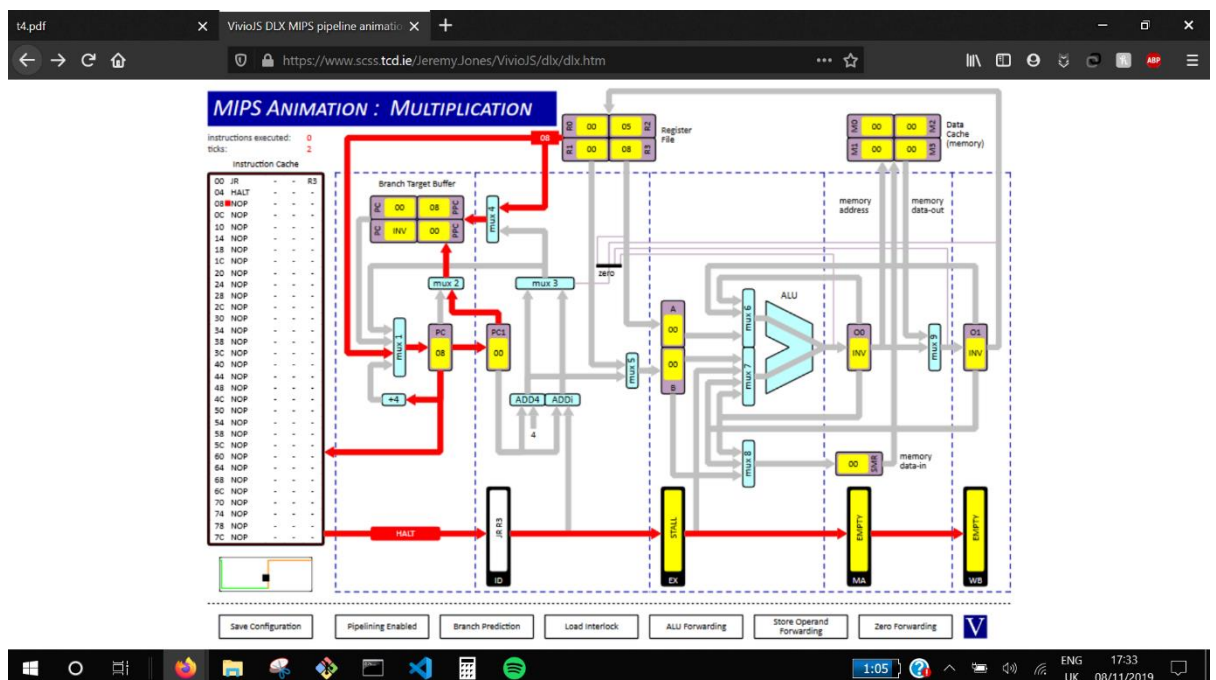 t4.pdf
VivioJS DLX MIPS pipeline animatio
https://www.scss.tcd.ie/Jeremy.Jones/VivioJS/dlx/dlx.htm
ABP
MIPS ANIMATION : MULTIPLICATION
instructions executed: 0
ticks: 2
Instruction Cache
00 JR - - R3
04 HALT - - -
08 NOP - - -
0C NOP - - -
10 NOP - - -
14 NOP - - -
18 NOP - - -
1C NOP - - -
20 NOP - - -
24 NOP - - -
28 NOP - - -
2C NOP - - -
30 NOP - - -
34 NOP - - -
38 NOP - - -
3C NOP - - -
40 NOP - - -
44 NOP - - -
48 NOP - - -
4C NOP - - -
50 NOP - - -
54 NOP - - -
58 NOP - - -
5C NOP - - -
60 NOP - - -
64 NOP - - -
68 NOP - - -
6C NOP - - -
70 NOP - - -
74 NOP - - -
78 NOP - - -
7C NOP - - -
08
R0 00 05 R2
R1 00 08 R3
Register
File
M0 00 00 M2
M1 00 00 M3
Data
Cache
(memory)
Branch Target Buffer
PC 00 08 PPC
PC INV 00 PPC
mux 4
memory
address
memory
data-out
zero
mux 2
mux 3
mux 1
PC
08
PC1
00
+4
ADD4 ADDi
4
mux 5
A
00
00
B
mux 6
mux 7
ALU
O0
INV
mux 9
O1
INV
mux 8
00 SMR
memory
data-in
HALT
JR R3
ID
STALL
EX
EMPTY
MA
EMPTY
WB
Save Configuration
Pipelining Enabled
Branch Prediction
Load Interlock
ALU Forwarding
Store Operand
Forwarding
Zero Forwarding
V
1:05
ENG
UK
17:33
08/11/2019